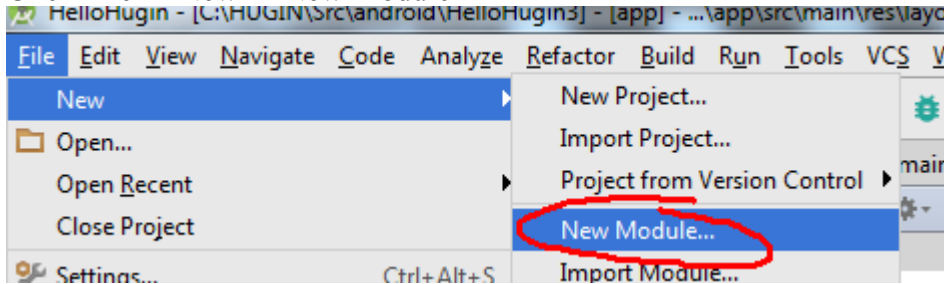 HelloHugin - [C:\HUGIN\Src\android\HelloHugin3] - [app] - ...\app\src\main\res\layo
File Edit View Navigate Code Analyze Refactor Build Run Tools VCS
New New Project...
Open... Import Project...
Open Recent Project from Version Control
Close Project New Module...
Settings... Ctrl+Alt+S Import Module...